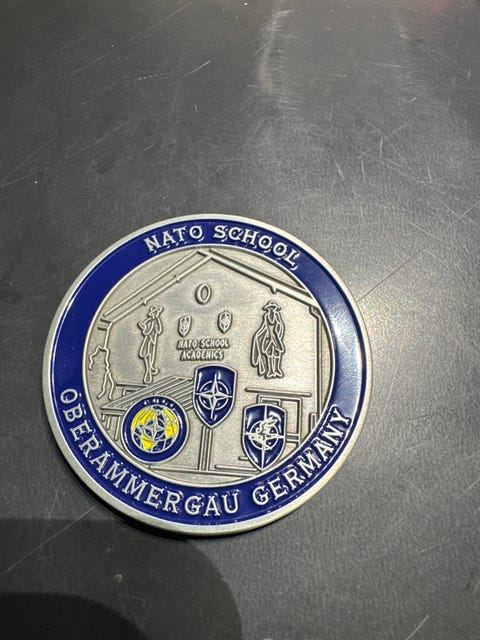 NATO SCHOOL
NATO SCHOOL
ACADEMICS
OBERAMMERGAU GERMANY